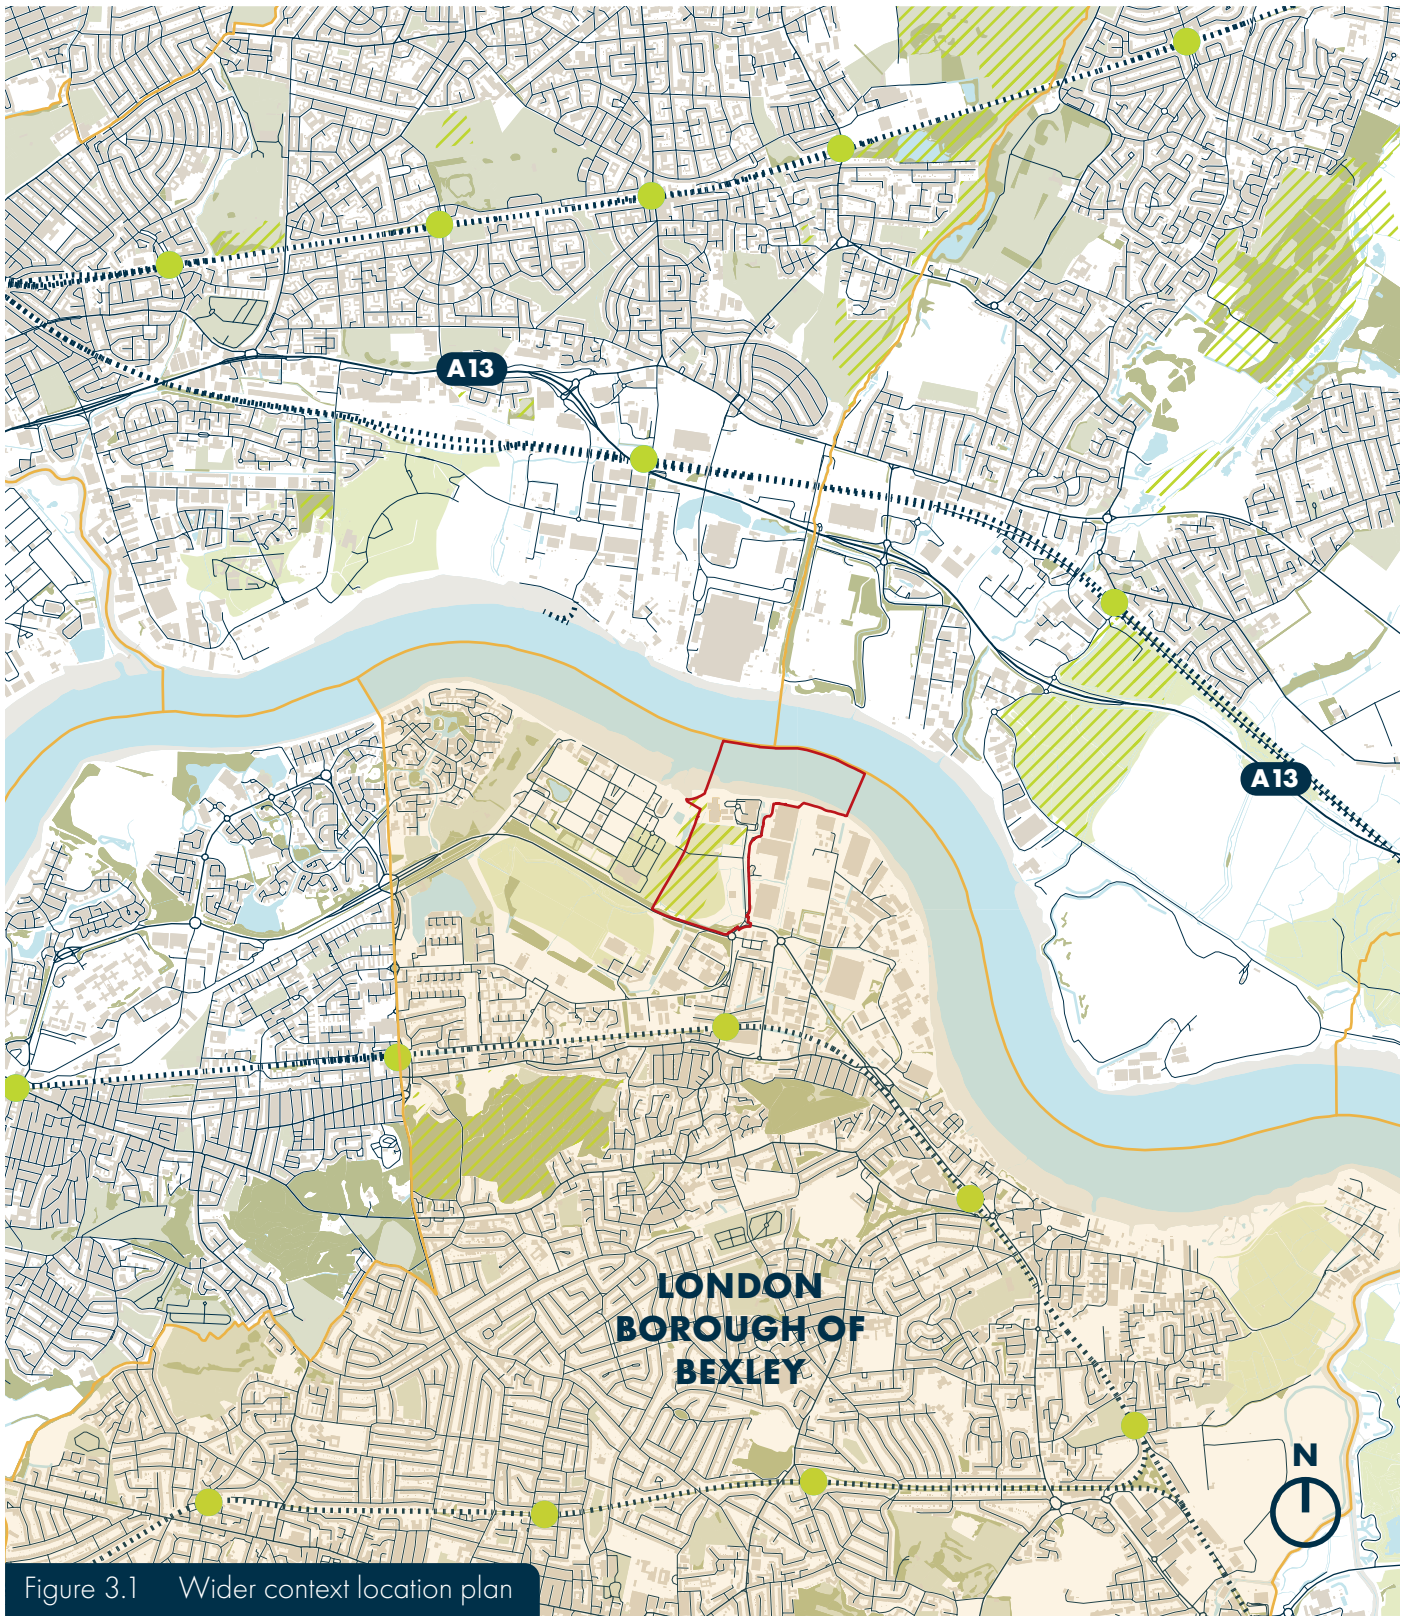 A13
A13
LONDON
BOROUGH OF
BEXLEY
N
Figure 3.1 Wider context location plan